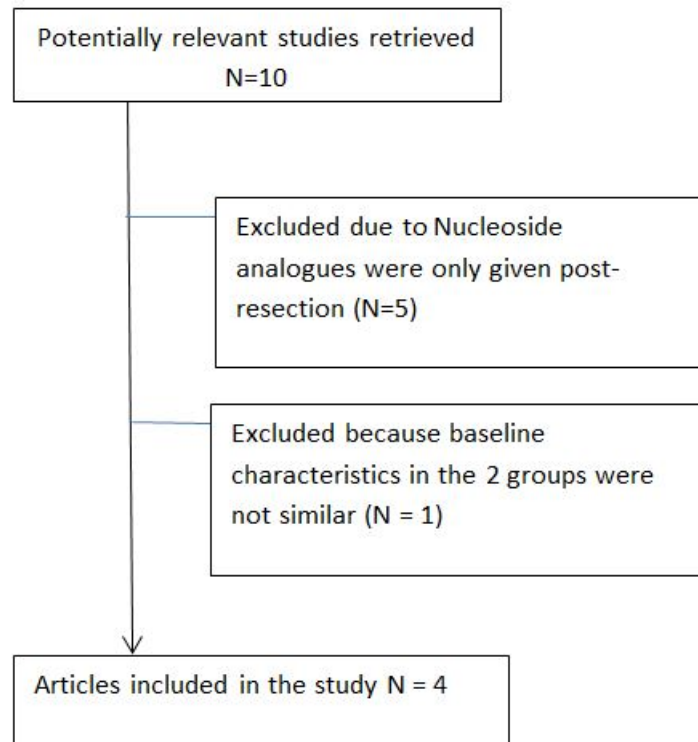 Potentially relevant studies retrieved
N=10
Excluded due to Nucleoside
analogues were only given post-
resection (N=5)
Excluded because baseline
characteristics in the 2 groups were
not similar (N = 1)
Articles included in the study N = 4